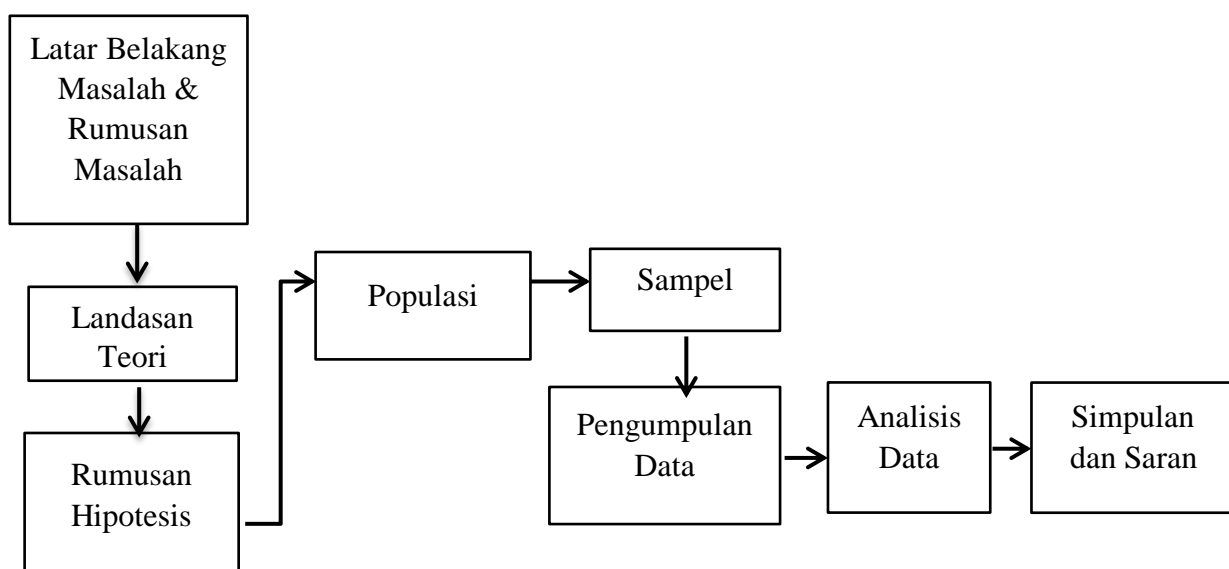 Latar Belakang
Masalah &
Rumusan
Masalah
Landasan
Teori
Rumusan
Hipotesis
Populasi
Sampel
Pengumpulan
Data
Analisis
Data
Simpulan
dan Saran